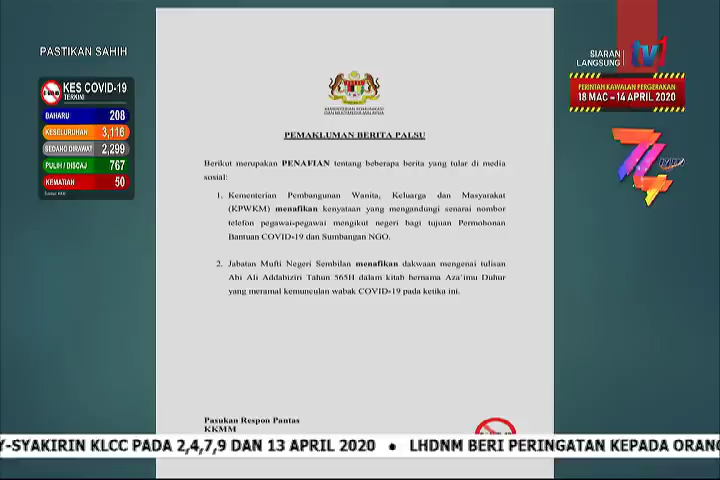 PASTIKAN SAHIH
KES COVID-19
TERKINI
BAHARU 208
KESELURUHAN 3,116
SEDANG DIRAWAT 2,299
PULIH / DISCAJ 767
KEMATIAN 50
SIARAN
LANGSUNG
tv1
PERINTAH KAWALAN PERGERAKAN
18 MAC - 14 APRIL 2020
74
KEMENTERIAN KOMUNIKASI
DAN MULTIMEDIA MALAYSIA
PEMAKLUMAN BERITA PALSU
Berikut merupakan PENAFIAN tentang beberapa berita yang tular di media
sosial:
1. Kementerian Pembangunan Wanita, Keluarga dan Masyarakat
(KPWKM) menafikan kenyataan yang mengandungi senarai nombor
telefon pegawai-pegawai mengikut negeri bagi tujuan Permohonan
Bantuan COVID-19 dan Sumbangan NGO.
2. Jabatan Mufti Negeri Sembilan menafikan dakwaan mengenai tulisan
Abi Ali Addabiziri Tahun 565H dalam kitab bernama Aza'imu Duhur
yang meramal kemunculan wabak COVID-19 pada ketika ini.
Pasukan Respon Pantas
KKMM
Y-SYAKIRIN KLCC PADA 2,4,7,9 DAN 13 APRIL 2020 • LHDNM BERI PERINGATAN KEPADA ORANG